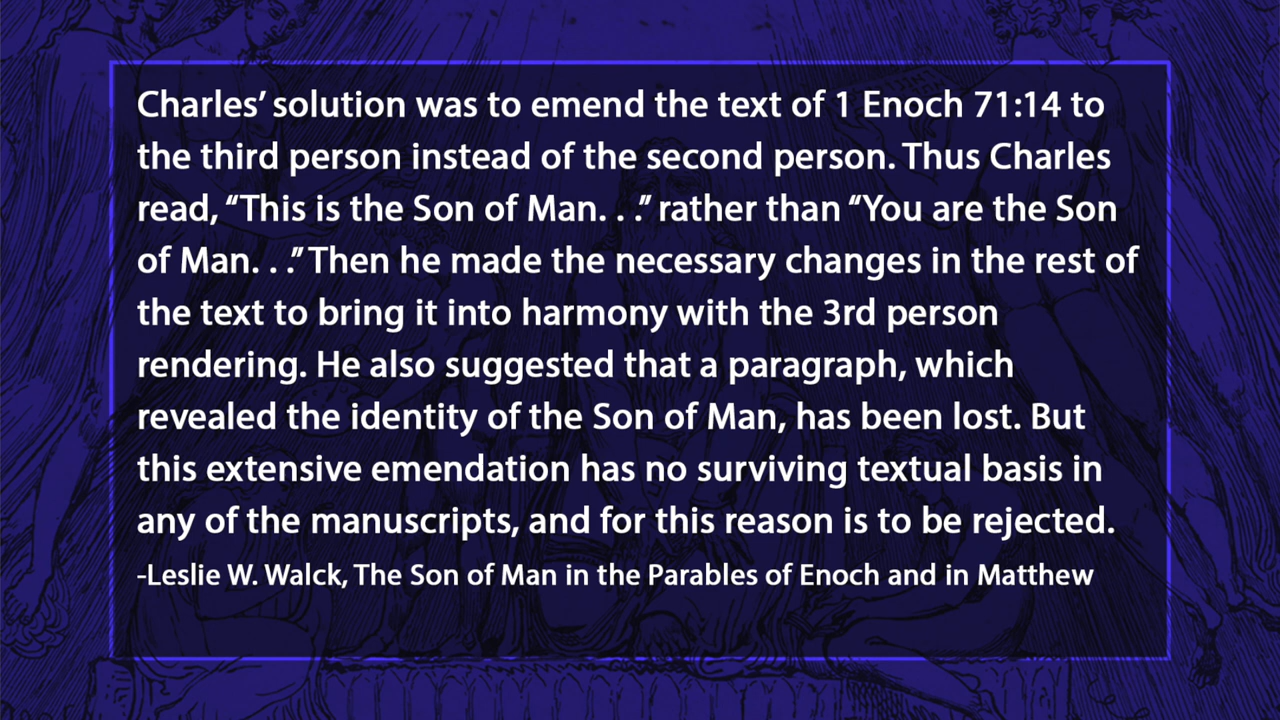 Charles’ solution was to emend the text of 1 Enoch 71:14 to
the third person instead of the second person. Thus Charles
read, “This is the Son of Man. . .” rather than “You are the Son
of Man. . .” Then he made the necessary changes in the rest of
the text to bring it into harmony with the 3rd person
rendering. He also suggested that a paragraph, which
revealed the identity of the Son of Man, has been lost. But
this extensive emendation has no surviving textual basis in
any of the manuscripts, and for this reason is to be rejected.
-Leslie W. Walck, The Son of Man in the Parables of Enoch and in Matthew